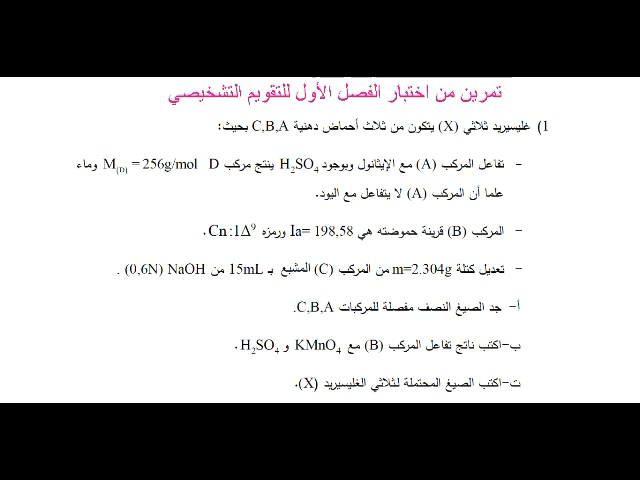 تمرين من اختبار الفصل الأول للتقويم التشخيصي
1) غليسيريد ثلاثي (X) يتكون من ثلاث أحماض دهنية C,B,A بحيث:
- تفاعل المركب (A) مع الإيثانول وبوجود H₂SO₄ ينتج مركب D M(D) = 256g/mol وماء
علما أن المركب (A) لا يتفاعل مع اليود.
- المركب (B) قرينة حموضته هي Ia= 198,58 ورمزه Cn :1Δ⁹.
- تعديل كتلة m=2.304g من المركب (C) المشبع بـ 15mL من NaOH (0,6N) .
أ- جد الصيغ النصف مفصلة للمركبات C,B,A.
ب-اكتب ناتج تفاعل المركب (B) مع KMnO₄ و H₂SO₄.
ت-اكتب الصيغ المحتملة لثلاثي الغليسيريد (X).